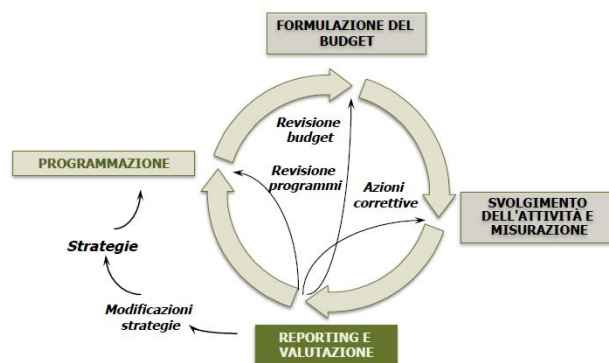 FORMULAZIONE DEL
BUDGET
Revisione
budget
Revisione
programmi
Azioni
correttive
PROGRAMMAZIONE
SVOLGIMENTO
DELL'ATTIVITÀ E
MISURAZIONE
Strategie
Modificazioni
strategie
REPORTING E
VALUTAZIONE